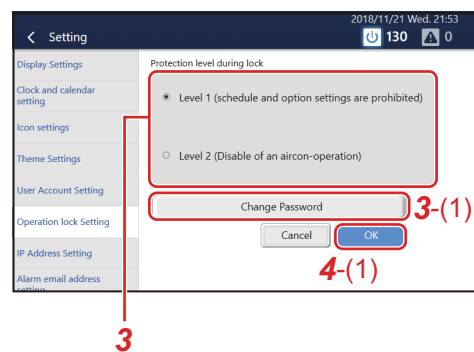 2018/11/21 Wed. 21:53
Setting
130
0
Display Settings
Clock and calendar
setting
Icon settings
Theme Settings
User Account Setting
Operation lock Setting
IP Address Setting
Alarm email address
setting
Protection level during lock
Level 1 (schedule and option settings are prohibited)
Level 2 (Disable of an aircon-operation)
Change Password
3-(1)
Cancel
OK
4-(1)
3